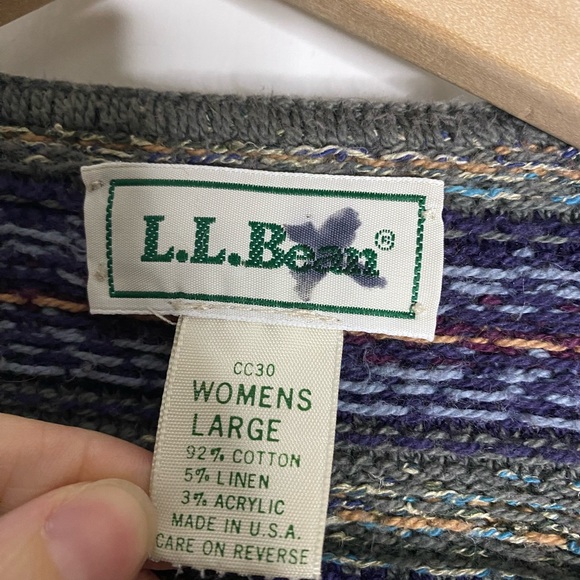 L.L.Bean®
CC30
WOMENS
LARGE
92% COTTON
5% LINEN
3% ACRYLIC
MADE IN U.S.A.
CARE ON REVERSE